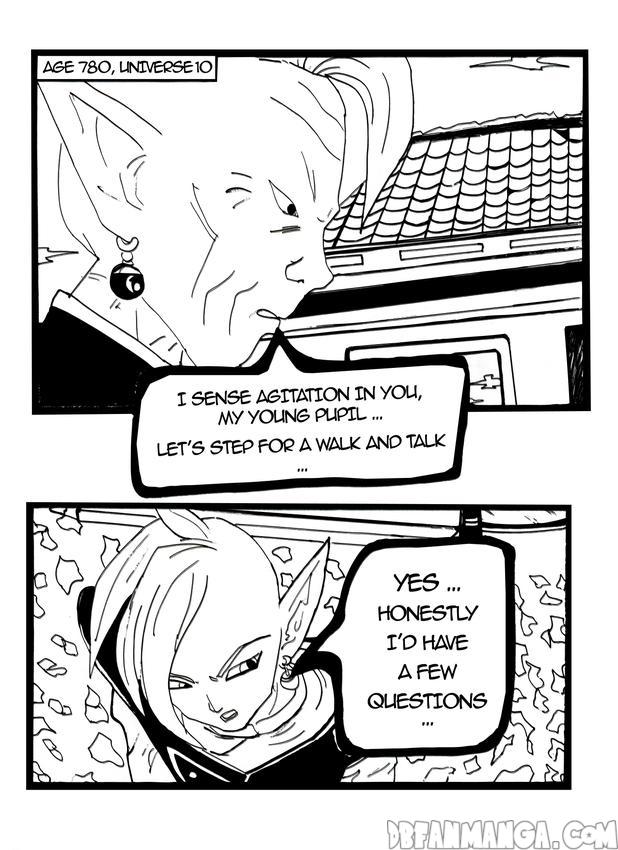 AGE 780, UNIVERSE 10
I SENSE AGITATION IN YOU,
MY YOUNG PUPIL ...
LET'S STEP FOR A WALK AND TALK
...
YES ...
HONESTLY
I'D HAVE
A FEW
QUESTIONS
...
DBFANMANGA.COM